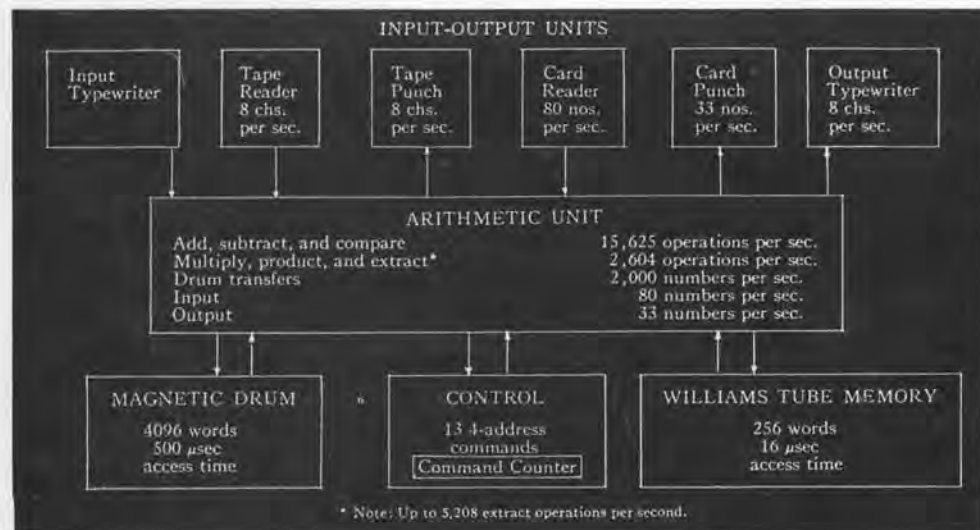 INPUT-OUTPUT UNITS
Input
Typewriter
Tape
Reader
8 chs.
per sec.
Tape
Punch
8 chs.
per sec.
Card
Reader
80 nos.
per sec.
Card
Punch
33 nos.
per sec.
Output
Typewriter
8 chs.
per sec.
ARITHMETIC UNIT
Add, subtract, and compare 15,625 operations per sec.
Multiply, product, and extract* 2,604 operations per sec.
Drum transfers 2,000 numbers per sec.
Input 80 numbers per sec.
Output 33 numbers per sec.
MAGNETIC DRUM
4096 words
500 μsec
access time
CONTROL
13 4-address
commands
Command Counter
WILLIAMS TUBE MEMORY
256 words
16 μsec
access time
* Note: Up to 5,208 extract operations per second.